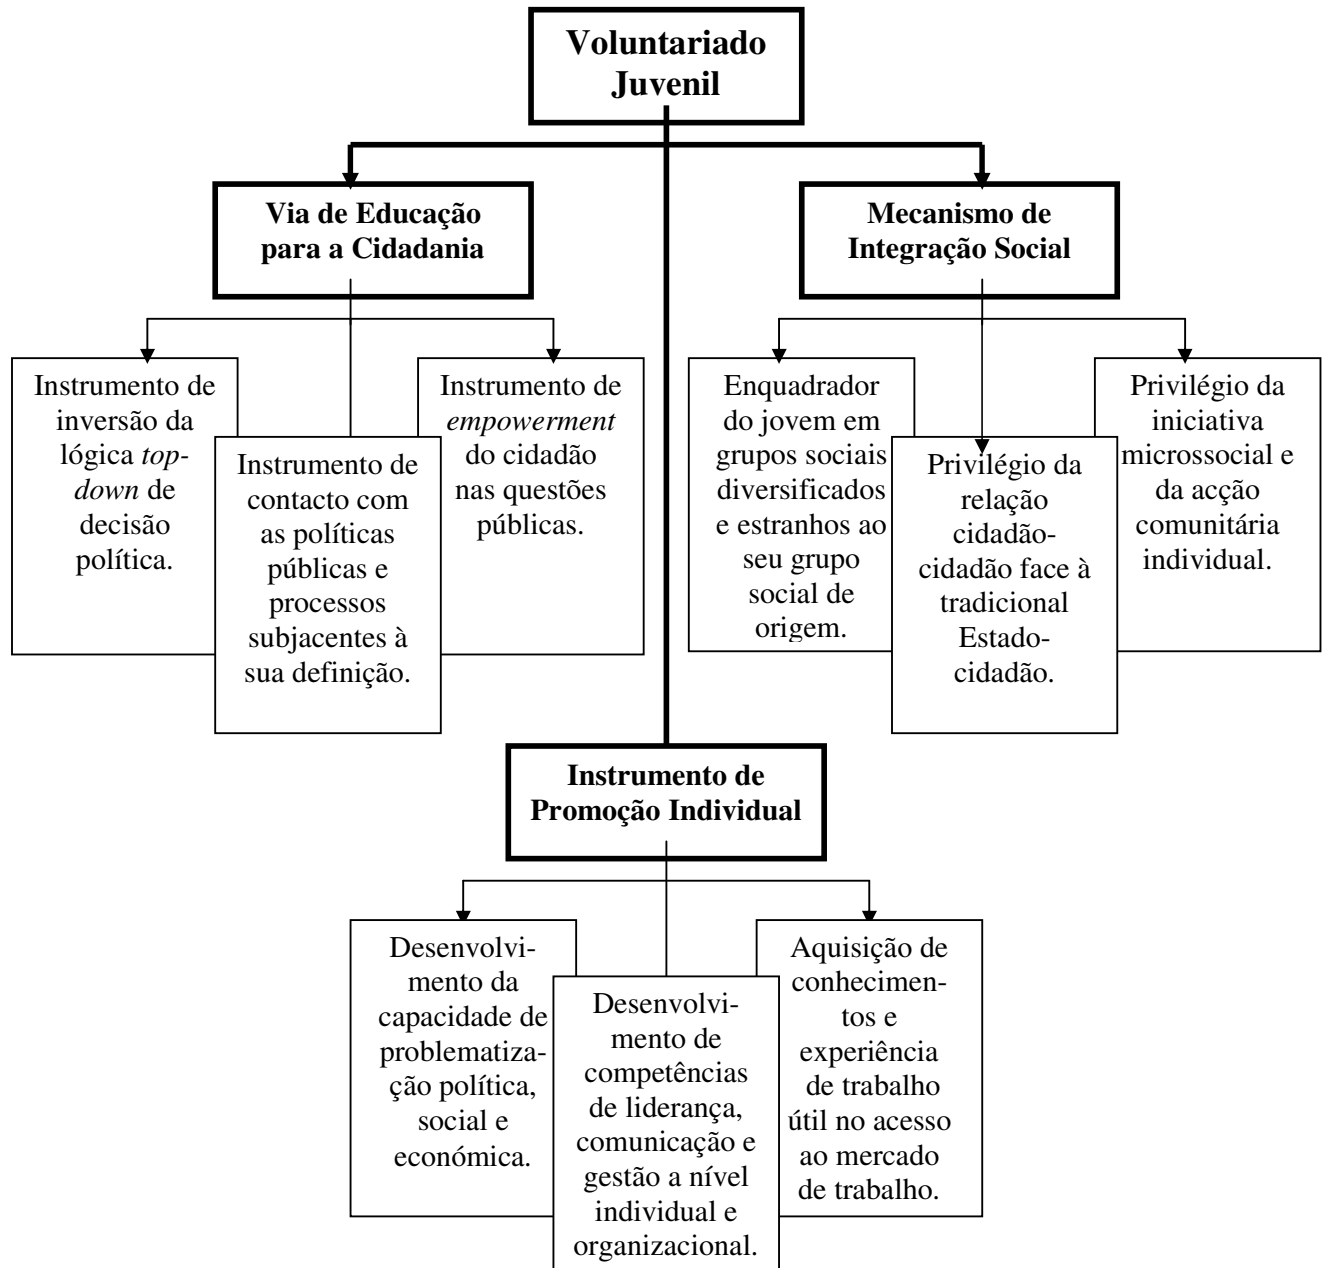 Voluntariado
Juvenil
Via de Educação
para a Cidadania
Mecanismo de
Integração Social
Instrumento de
inversão da
lógica top-
down de
decisão
política.
Instrumento de
contacto com
as políticas
públicas e
processos
subjacentes à
sua definição.
Instrumento de
empowerment
do cidadão
nas questões
públicas.
Enquadrador
do jovem em
grupos sociais
diversificados
e estranhos ao
seu grupo
social de
origem.
Privilégio da
relação
cidadão-
cidadão face à
tradicional
Estado-
cidadão.
Privilégio da
iniciativa
microssocial e
da acção
comunitária
individual.
Instrumento de
Promoção Individual
Desenvolvi-
mento da
capacidade de
problematiza-
ção política,
social e
económica.
Desenvolvi-
mento de
competências
de liderança,
comunicação e
gestão a nível
individual e
organizacional.
Aquisição de
conhecimen-
tos e
experiência
de trabalho
útil no acesso
ao mercado
de trabalho.